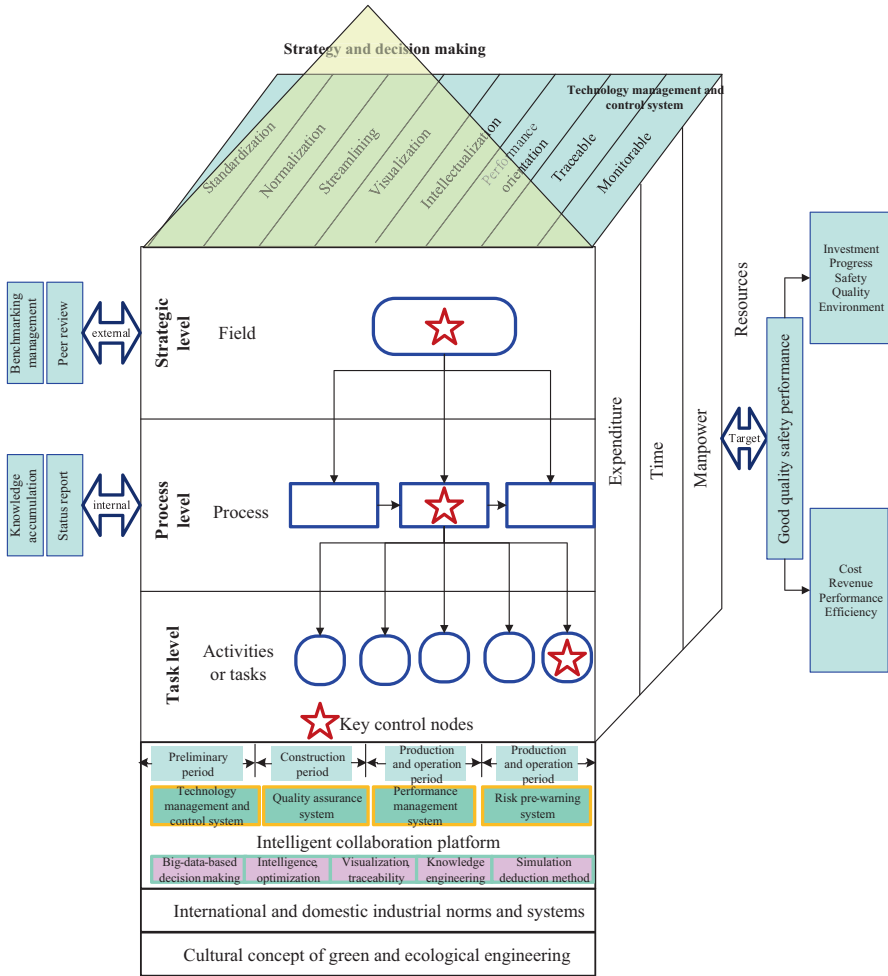 Strategy and decision making
Technology management and
control system
Standardization
Normalization
Streamlining
Visualization
Intellectualization
Performance
orientation
Traceable
Monitorable
Benchmarking
management
Peer review
external
Strategic
level
Field
Knowledge
accumulation
Status report
internal
Process
level
Process
Task level
Activities
or tasks
Key control nodes
Expenditure
Time
Manpower
Resources
Target
Good quality safety performance
Investment
Progress
Safety
Quality
Environment
Cost
Revenue
Performance
Efficiency
Preliminary
period
Construction
period
Production
and operation
period
Production
and operation
period
Technology
management and
control system
Quality assurance
system
Performance
management
system
Risk pre-warning
system
Intelligent collaboration platform
Big-data-based
decision making
Intelligence,
optimization
Visualization,
traceability
Knowledge
engineering
Simulation
deduction method
International and domestic industrial norms and systems
Cultural concept of green and ecological engineering